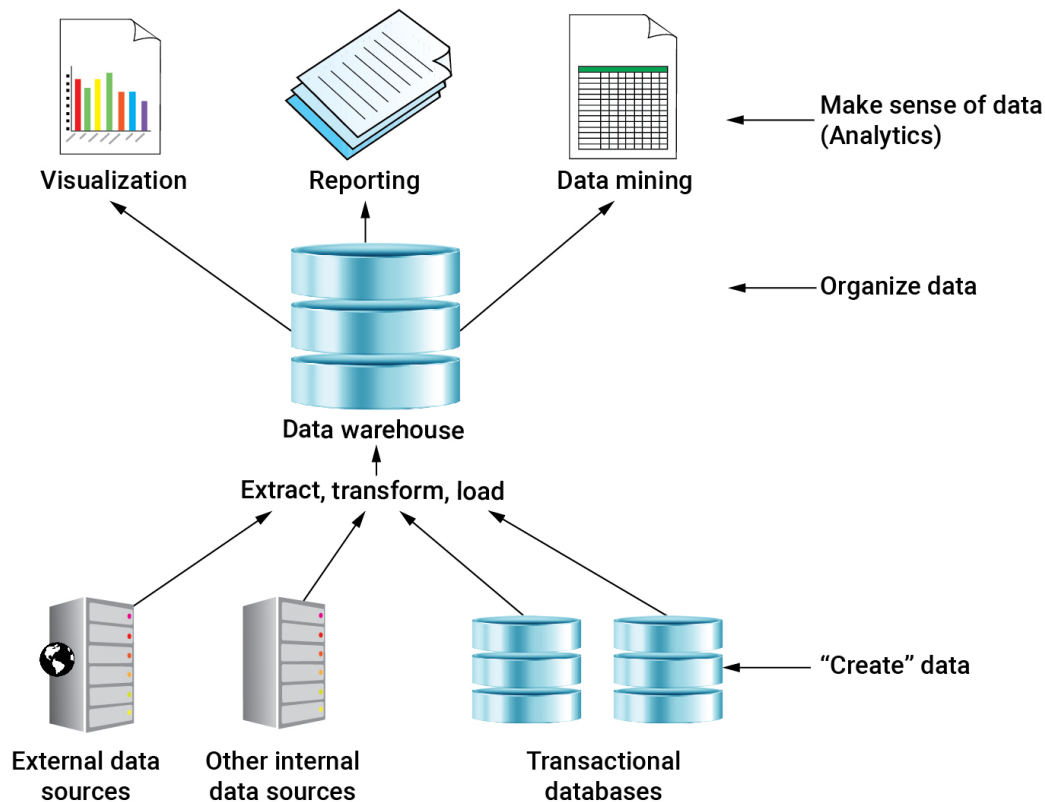 Make sense of data
(Analytics)
Visualization
Reporting
Data mining
Organize data
Data warehouse
Extract, transform, load
“Create” data
External data
sources
Other internal
data sources
Transactional
databases